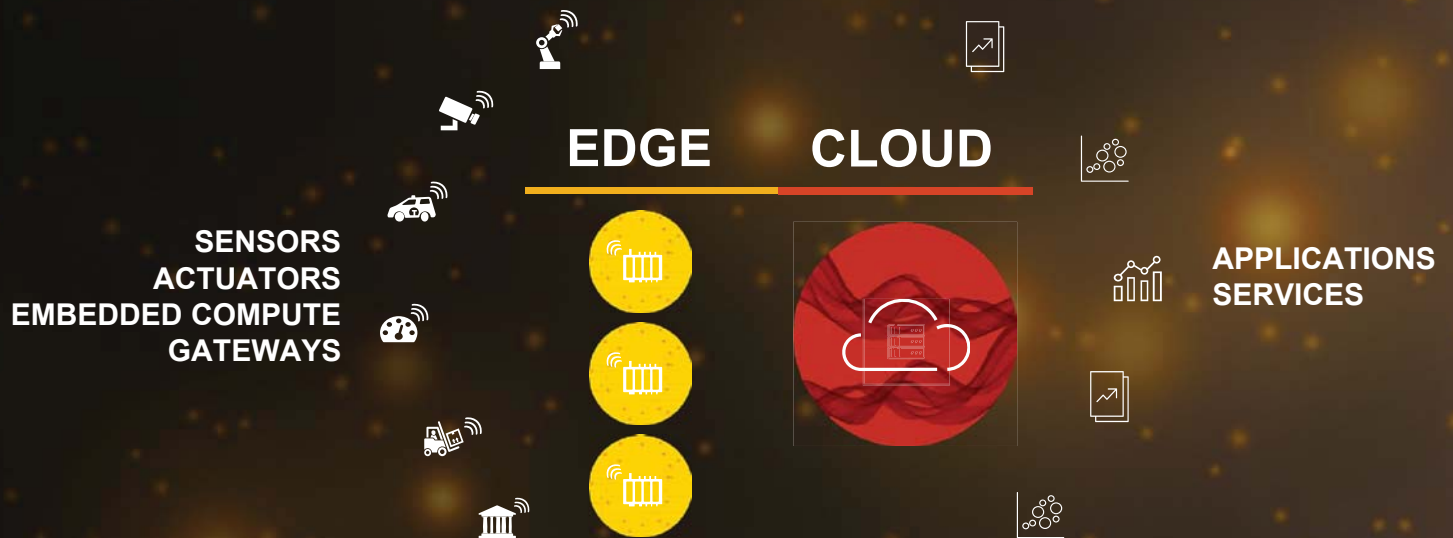 EDGE
CLOUD
SENSORS
ACTUATORS
EMBEDDED COMPUTE
GATEWAYS
APPLICATIONS
SERVICES